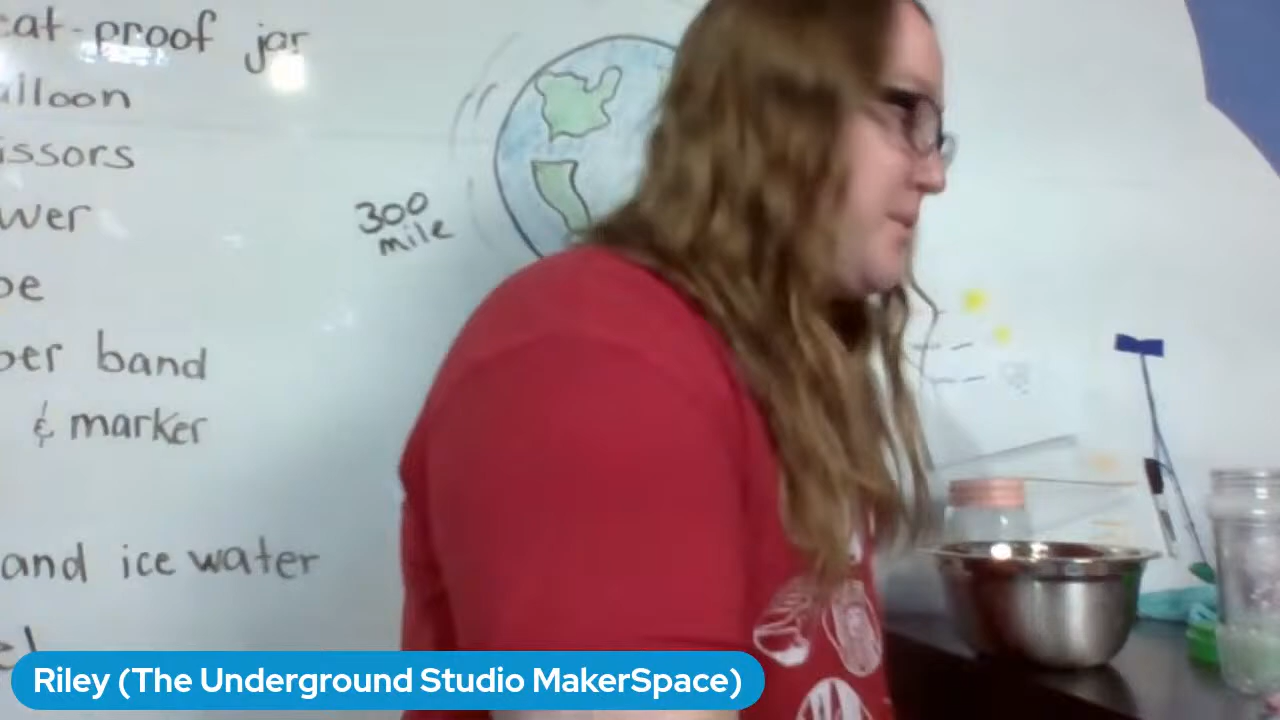 eat-proof jar
alloon
issors
wer
pe
ber band
& marker
and ice water
el
300
mile
Riley (The Underground Studio MakerSpace)